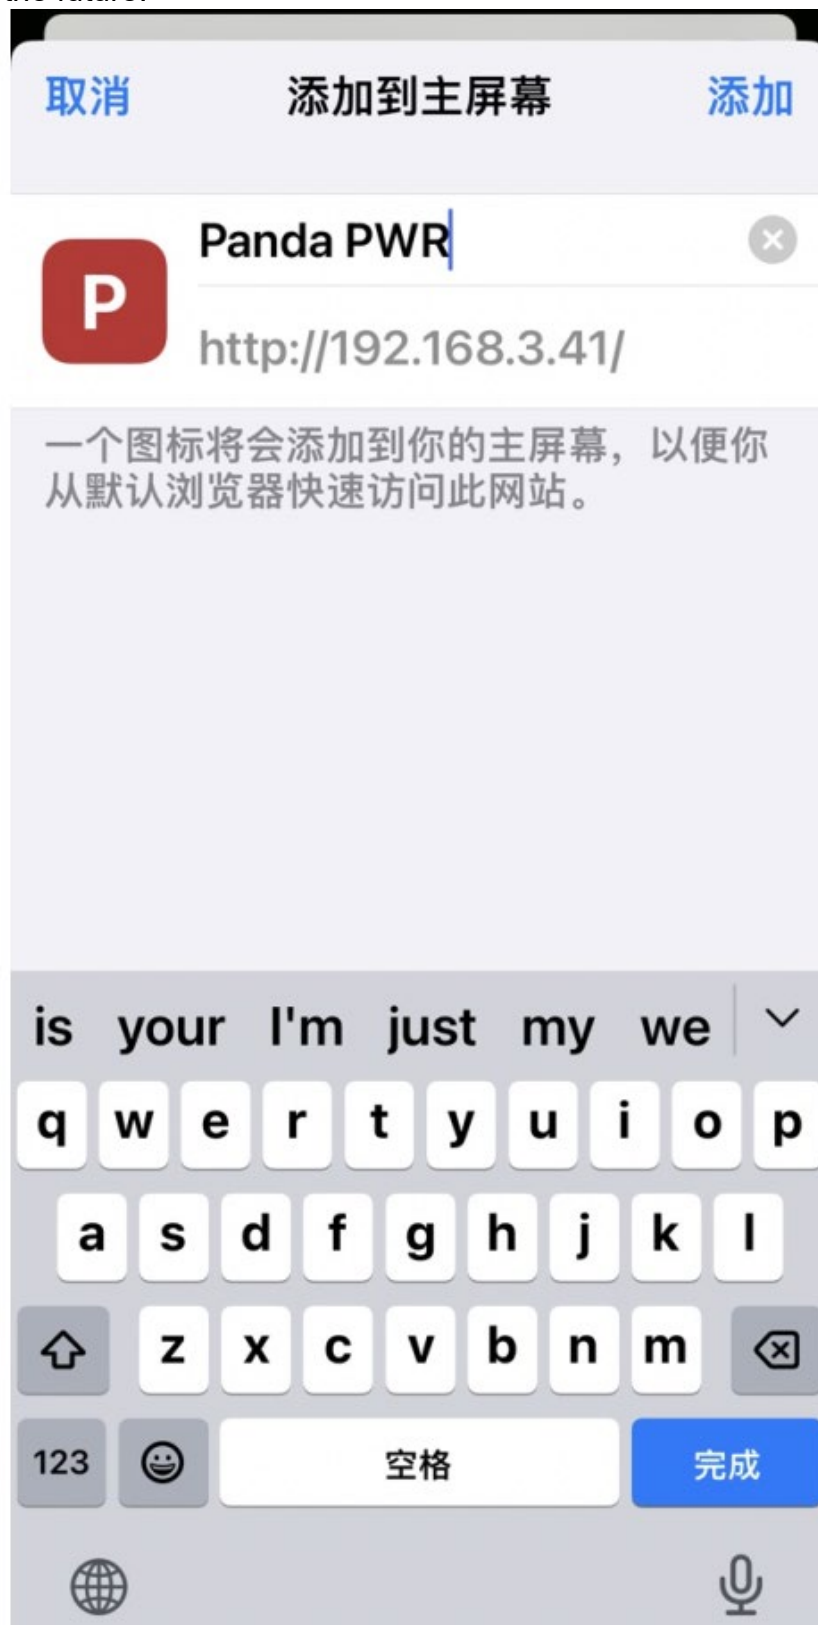 the future.
取消 添加到主屏幕 添加
Panda PWR
P
http://192.168.3.41/
一个图标将会添加到你的主屏幕，以便你
从默认浏览器快速访问此网站。
is your I'm just my we
q w e r t y u i o p
a s d f g h j k l
z x c v b n m
123 空格 完成